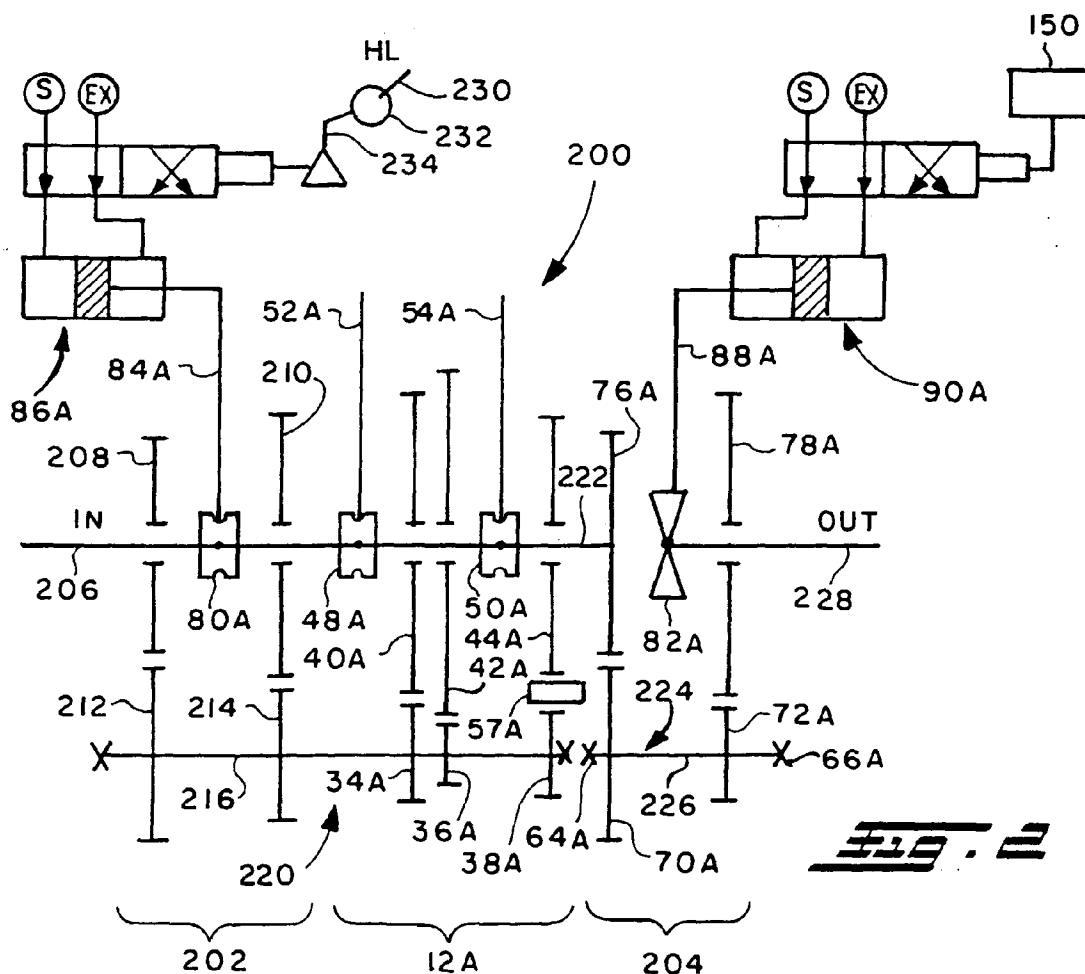 150
HL
S
EX
230
S
EX
232
234
200
52A
54A
84A
210
76A
88A
86A
90A
208
78A
222
IN
OUT
206
80A
48A
50A
82A
228
44A
40A
42A
224
212
214
57A
72A
216
34A
36A
226
66A
38A
64A
220
70A
Fig. 2
202
12A
204